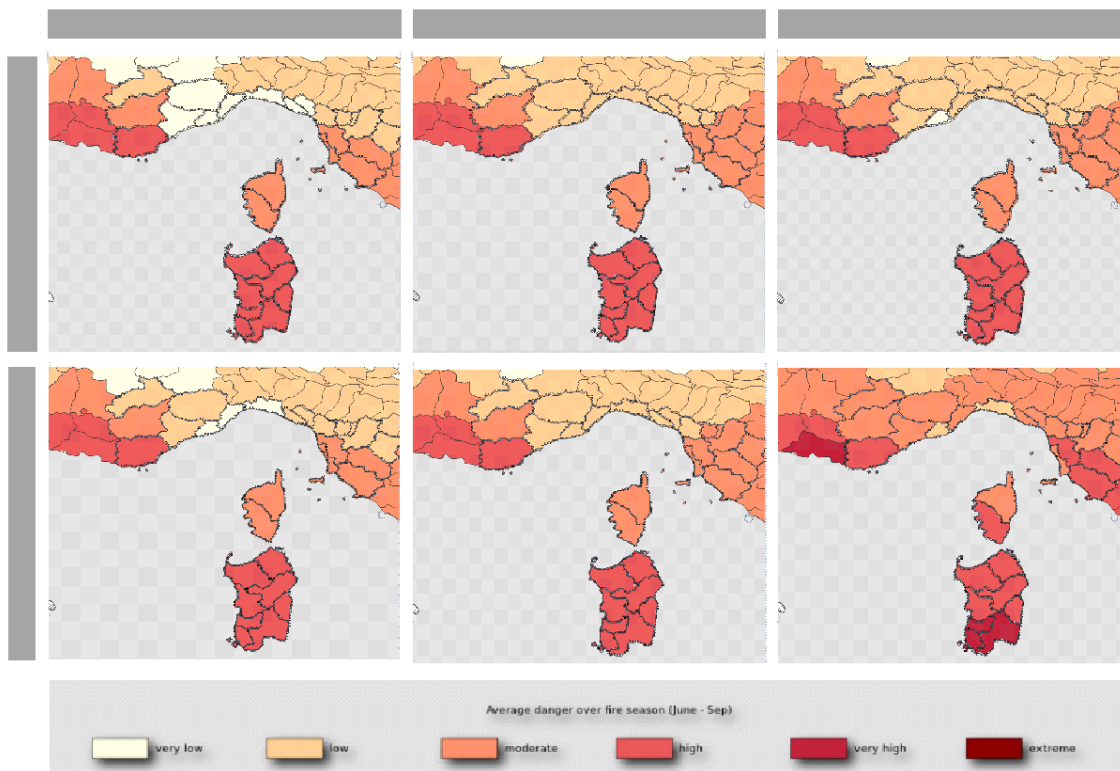 Average danger over fire season (June - Sep)
very low low moderate high very high extreme